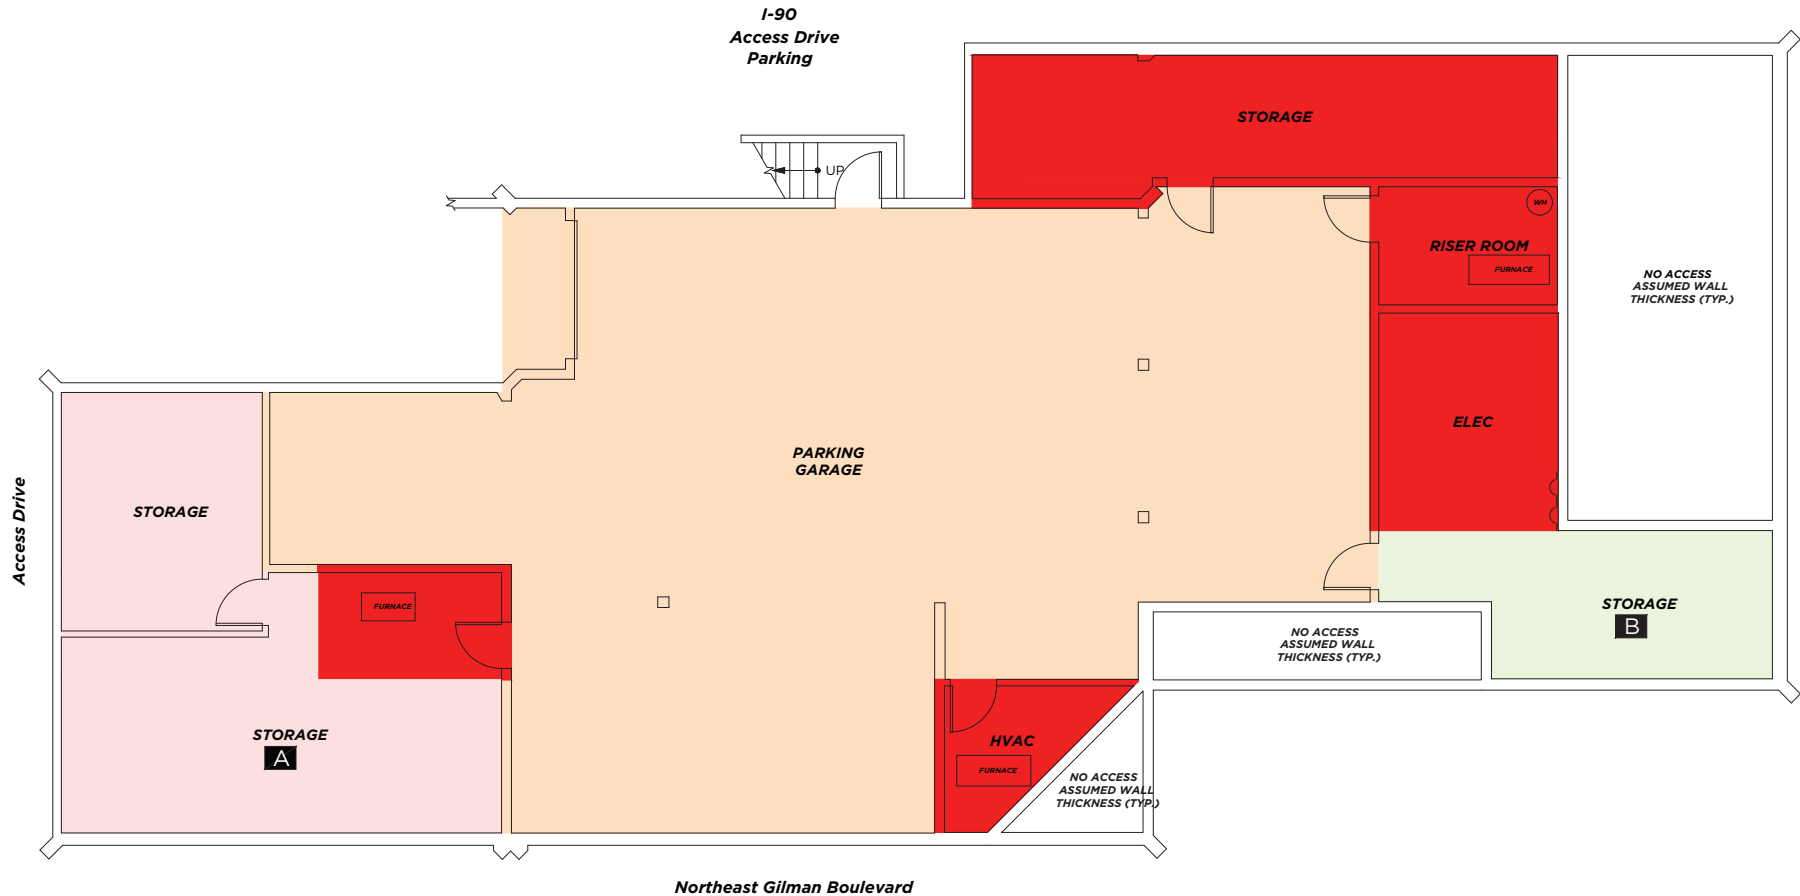 I-90
Access Drive
Parking
STORAGE
UP
WH
RISER ROOM
FURNACE
NO ACCESS
ASSUMED WALL
THICKNESS (TYP.)
ELEC
PARKING
GARAGE
STORAGE
Access Drive
FURNACE
STORAGE
B
NO ACCESS
ASSUMED WALL
THICKNESS (TYP.)
STORAGE
A
HVAC
FURNACE
NO ACCESS
ASSUMED WALL
THICKNESS (TYP.)
Northeast Gilman Boulevard